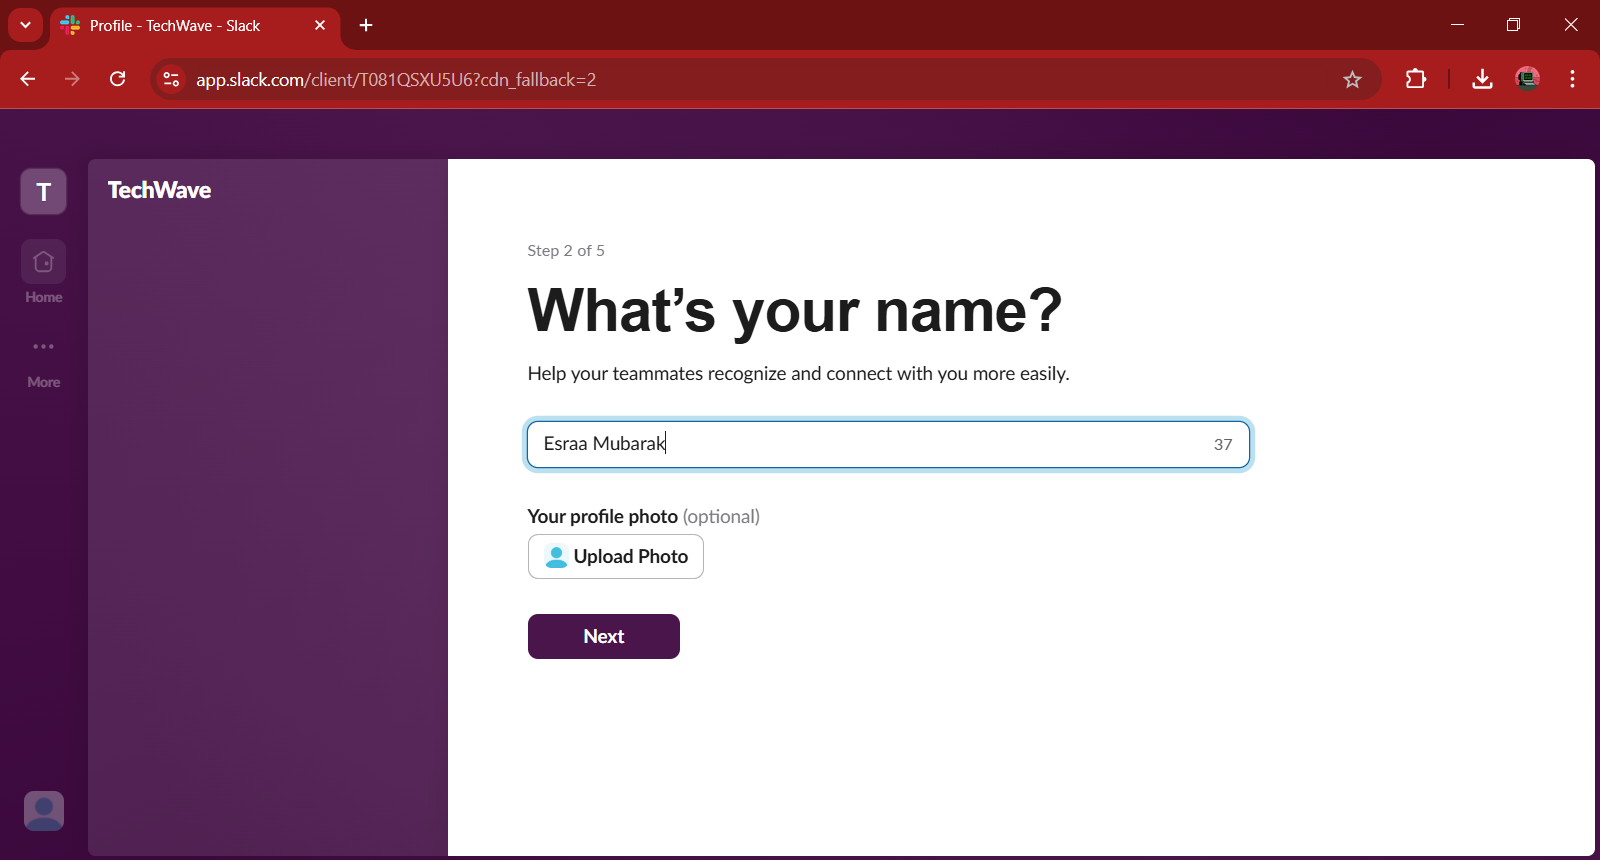 Profile - TechWave - Slack
app.slack.com/client/T081QSXU5U6?cdn_fallback=2
T
TechWave
Home
More
Step 2 of 5
What’s your name?
Help your teammates recognize and connect with you more easily.
Esraa Mubarak 37
Your profile photo (optional)
Upload Photo
Next